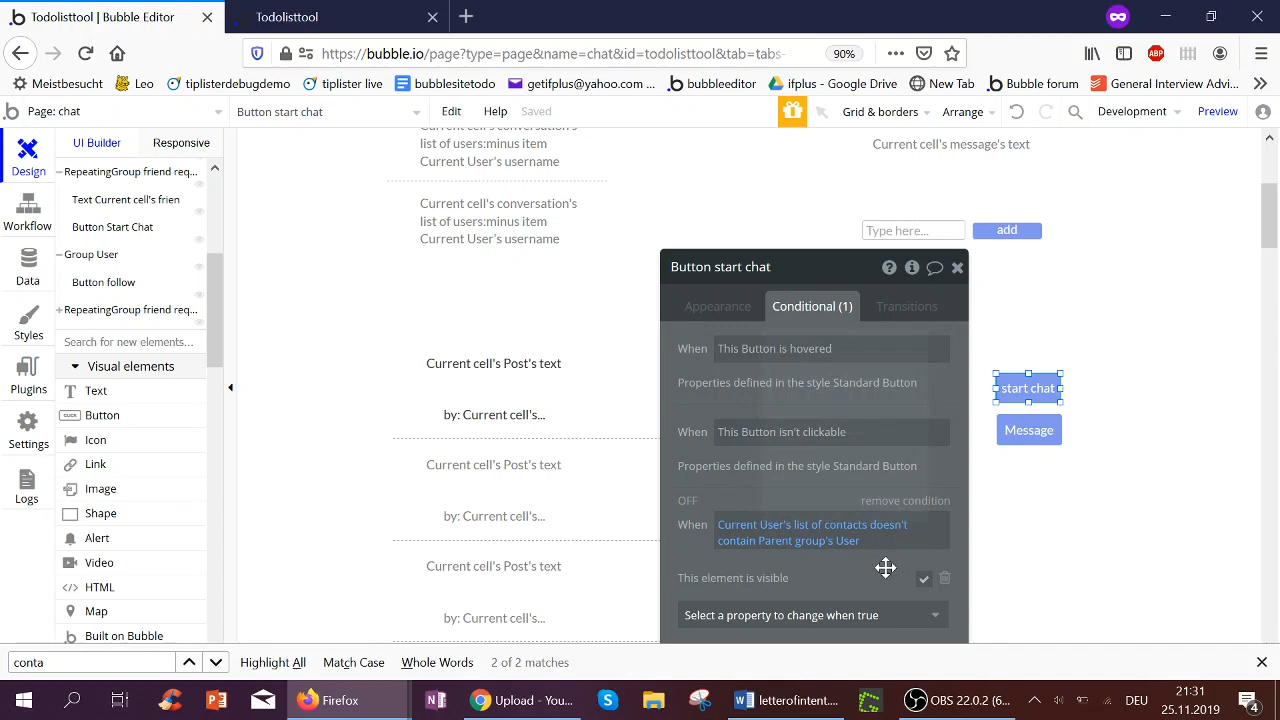 Todolisttool | Bubble Editor
Todolisttool
https://bubble.io/page?type=page&name=chat&id=todolisttool&tab=tabs-
90%
Meistbesucht
Leo
tiplisterdebugdemo
tiplister live
bubblesitetodo
getifplus@yahoo.com ...
bubbleeditor
ifplus - Google Drive
New Tab
Bubble forum
General Interview Advi...
Page: chat
Button start chat
Edit
Help
Saved
Grid & borders
Arrange
Development
Preview
Design
Workflow
Data
Styles
Plugins
Settings
Logs
UI Builder
Responsive
RepeatingGroup friend req...
Text Current cell's frien
Button Start Chat
Group User
Button follow
RepeatingGroup friend req...
Search for new elements...
Visual elements
Text
Button
Icon
Link
Image
Shape
Alert
Video
HTML
Map
Built on Bubble
Current cell's conversation's
list of users:minus item
Current User's username
Current cell's conversation's
list of users:minus item
Current User's username
Current cell's message's text
Type here...
add
Current cell's Post's text
by: Current cell's...
Current cell's Post's text
by: Current cell's...
Current cell's Post's text
by: Current cell's...
start chat
Message
Button start chat
Appearance
Conditional (1)
Transitions
When
This Button is hovered
Properties defined in the style Standard Button
When
This Button isn't clickable
Properties defined in the style Standard Button
OFF
remove condition
When
Current User's list of contacts doesn't
contain Parent group's User
This element is visible
Select a property to change when true
conta
Highlight All
Match Case
Whole Words
2 of 2 matches
Firefox
Upload - You...
letterofintent....
OBS 22.0.2 (6...
DEU
21:31
25.11.2019
4